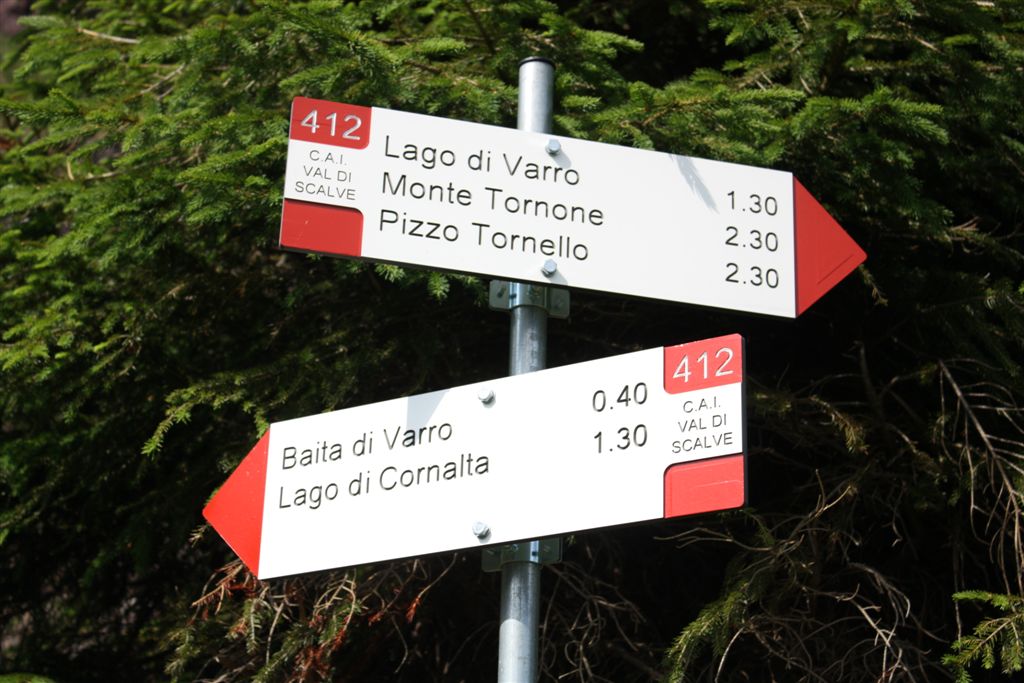 412
C.A.I.
VAL DI
SCALVE
Lago di Varro 1.30
Monte Tornone 2.30
Pizzo Tornello 2.30
Baita di Varro 0.40
Lago di Cornalta 1.30
412
C.A.I.
VAL DI
SCALVE